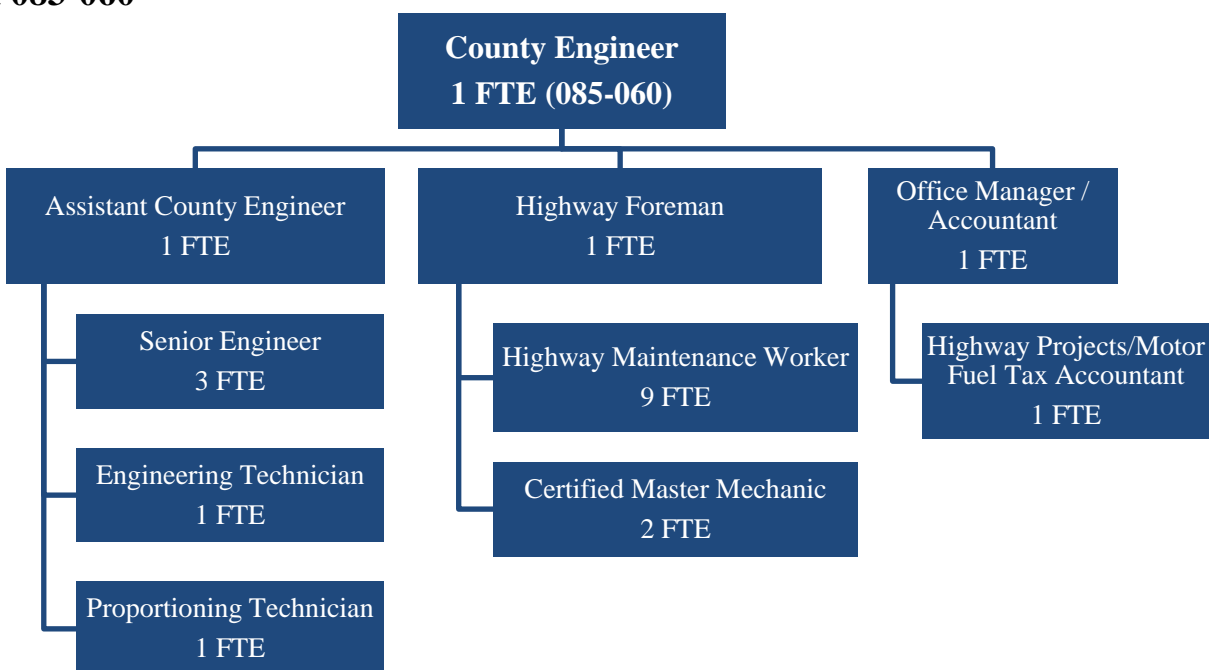 County Engineer
1 FTE (085-060)
Assistant County Engineer
1 FTE
Senior Engineer
3 FTE
Engineering Technician
1 FTE
Proportioning Technician
1 FTE
Highway Foreman
1 FTE
Highway Maintenance Worker
9 FTE
Certified Master Mechanic
2 FTE
Office Manager /
Accountant
1 FTE
Highway Projects/Motor
Fuel Tax Accountant
1 FTE